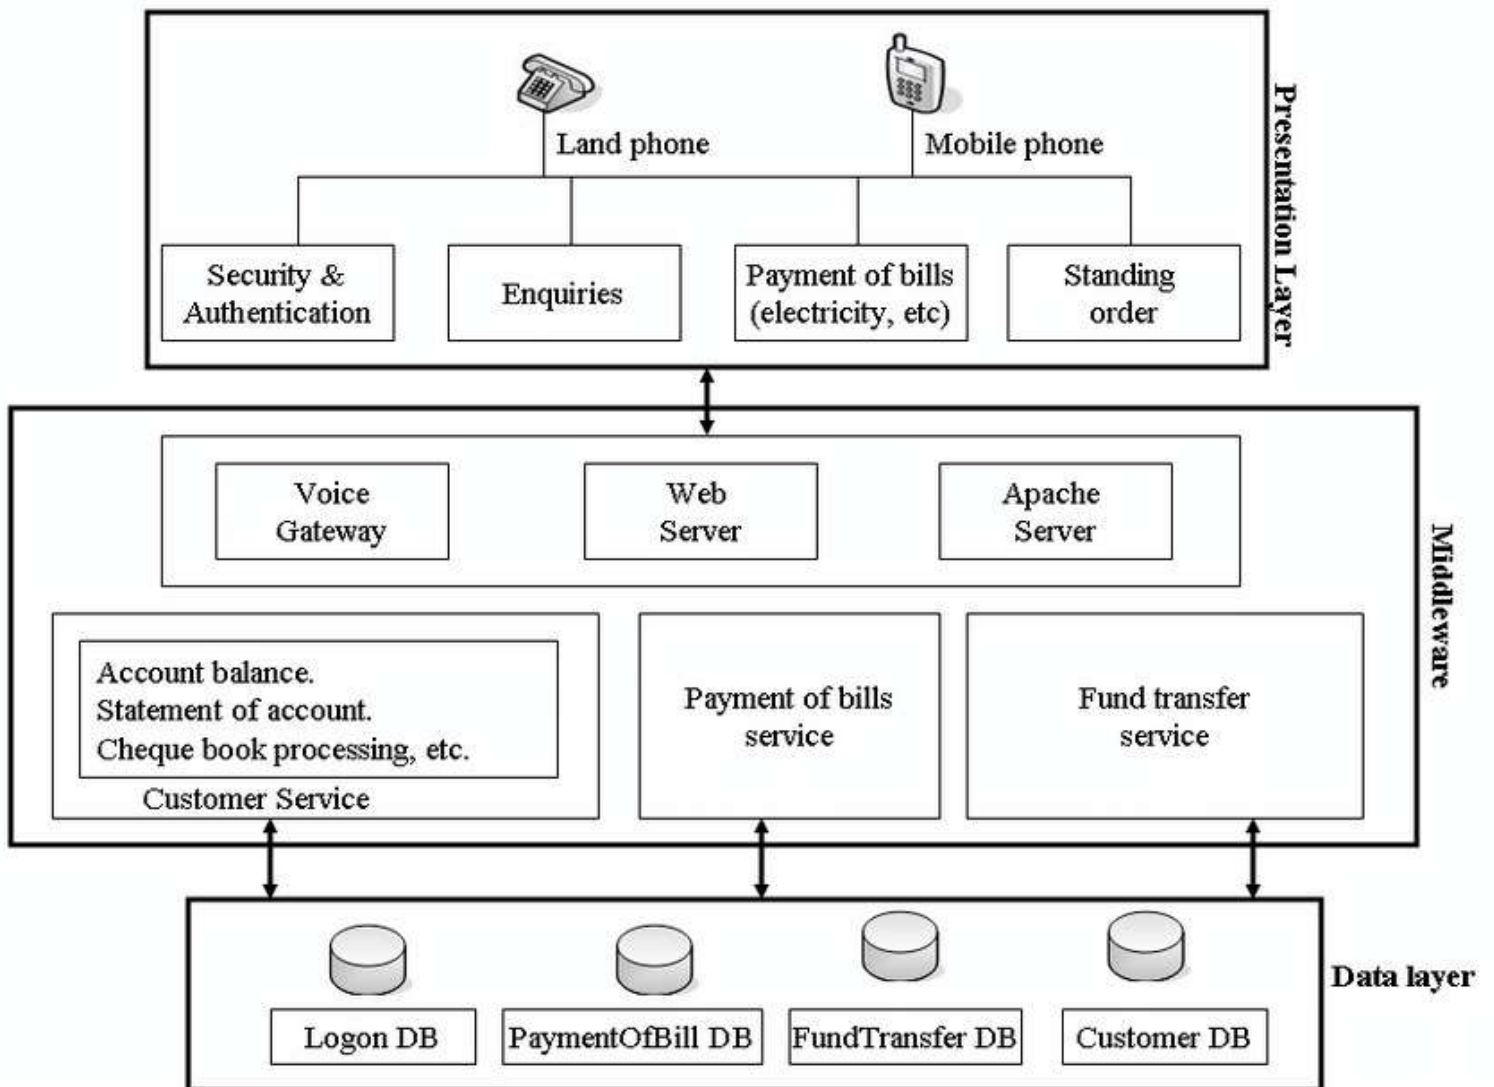 Land phone
Mobile phone
Presentation Layer
Security &
Authentication
Enquiries
Payment of bills
(electricity, etc)
Standing
order
Voice
Gateway
Web
Server
Apache
Server
Middleware
Account balance.
Statement of account.
Cheque book processing, etc.
Customer Service
Payment of bills
service
Fund transfer
service
Data layer
Logon DB
PaymentOfBill DB
FundTransfer DB
Customer DB